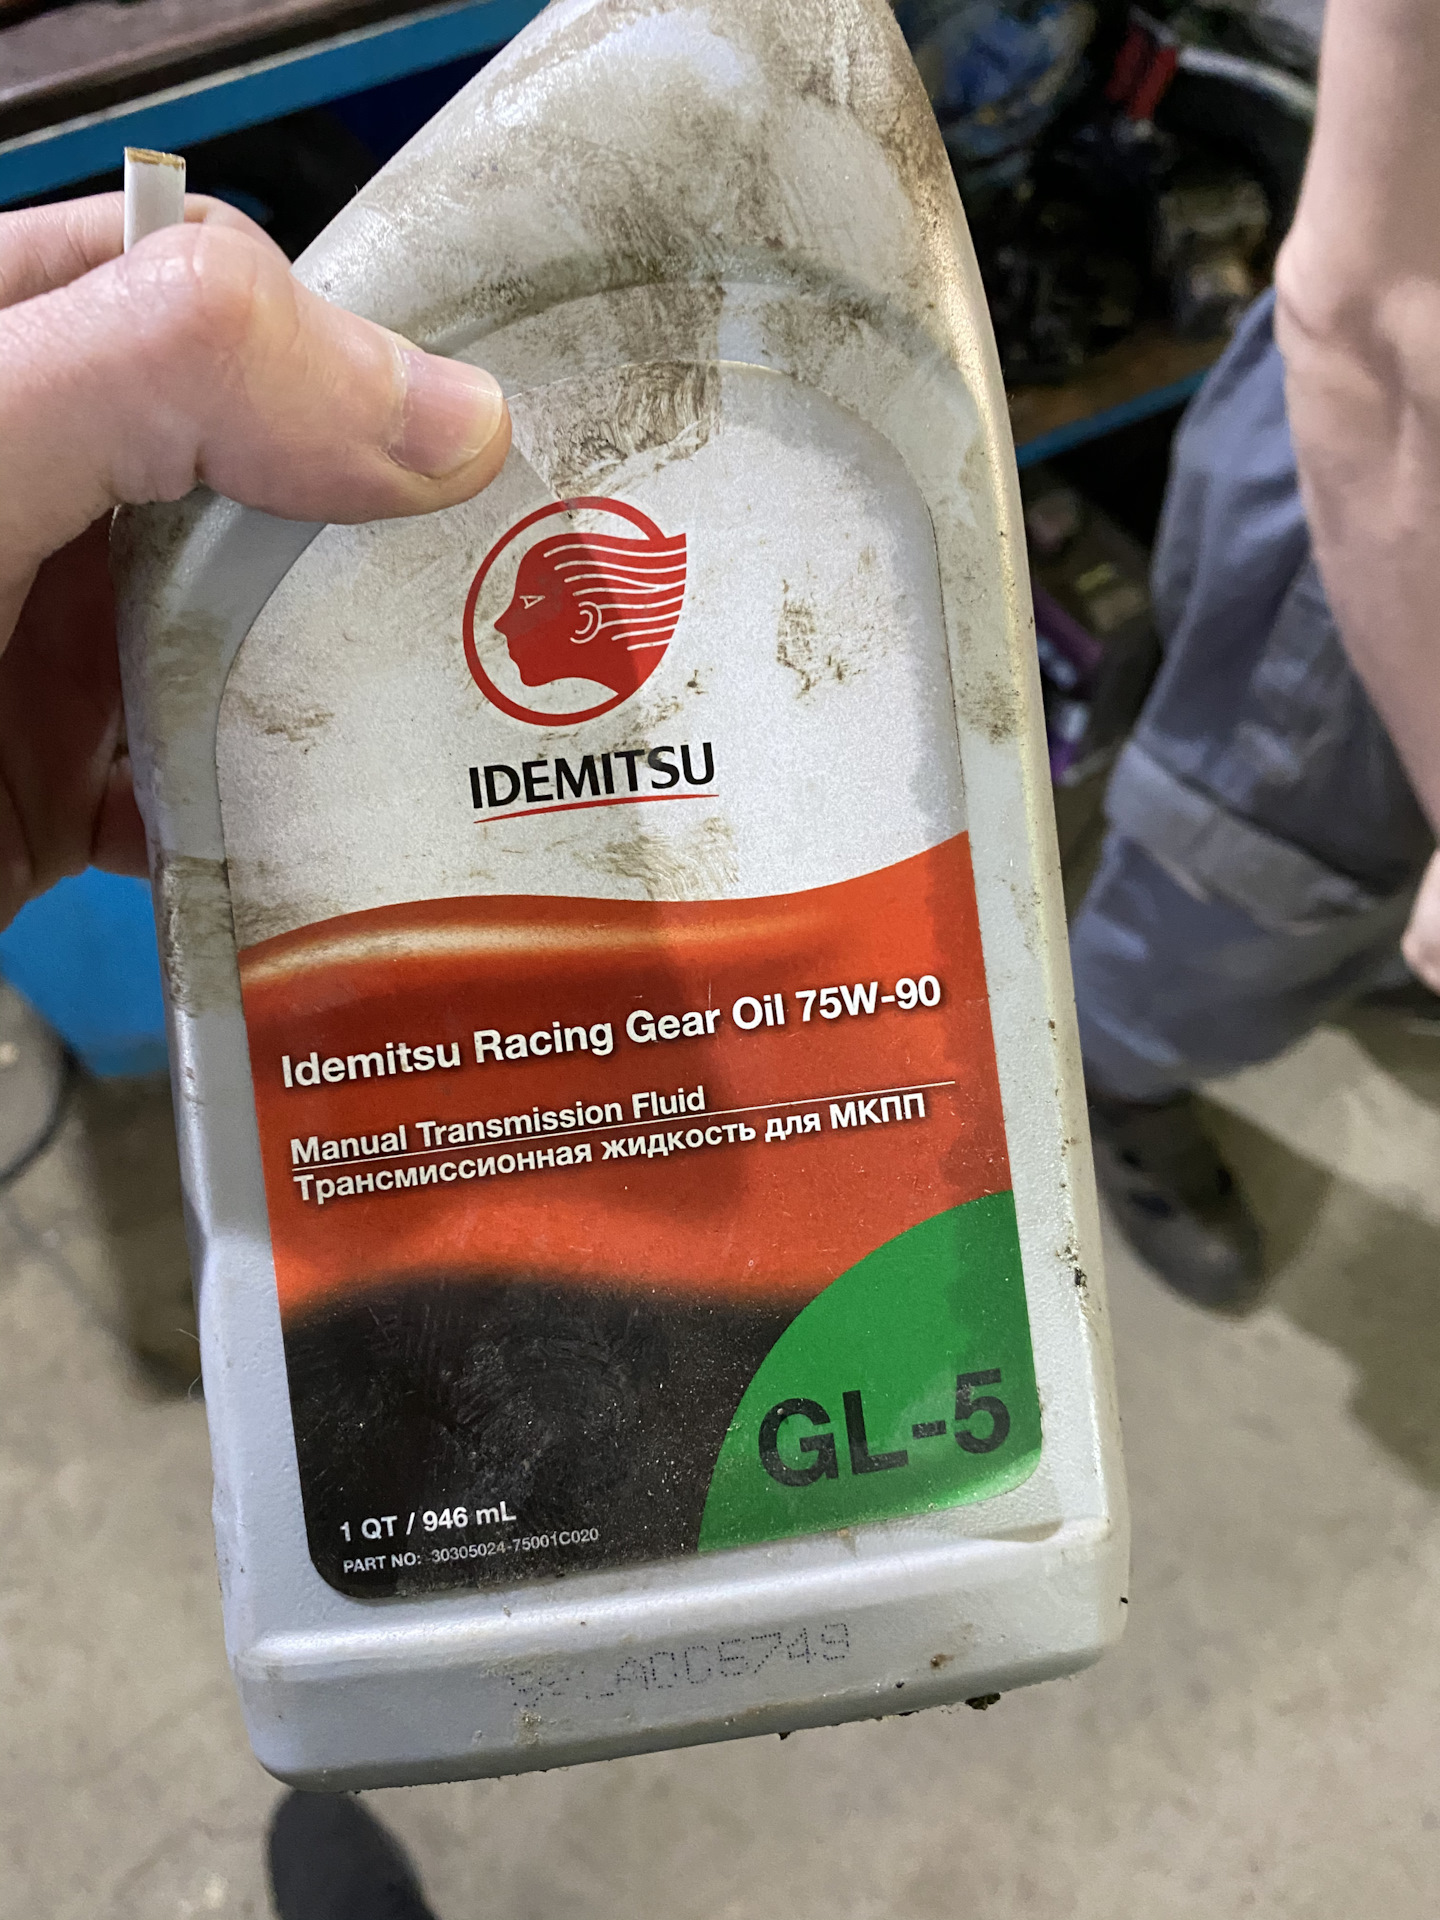 IDEMITSU
Idemitsu Racing Gear Oil 75W-90
Manual Transmission Fluid
Трансмиссионная жидкость для МКПП
GL-5
1 QT / 946 mL
PART NO: 30305024-75001C020